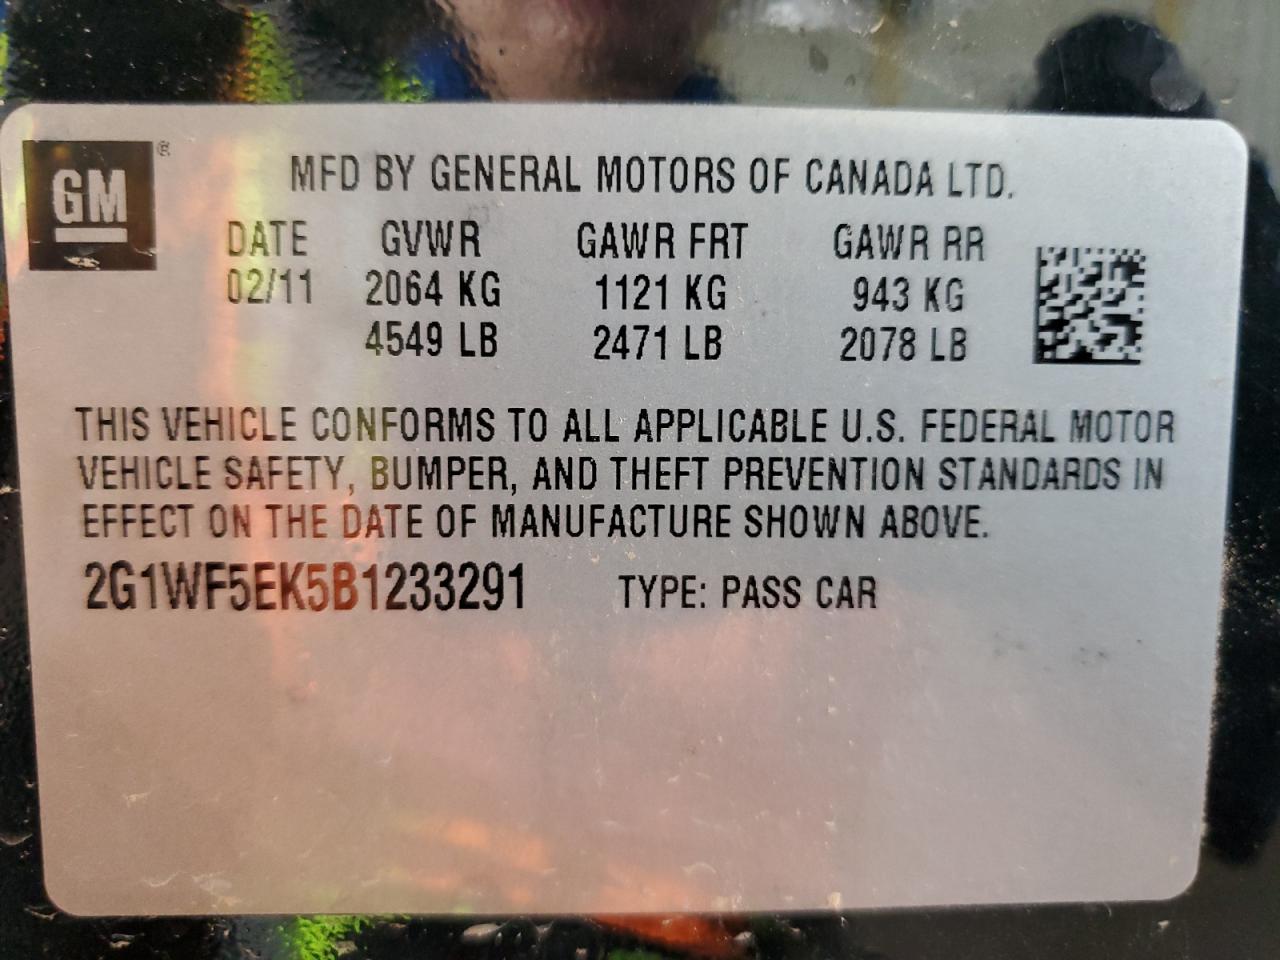 GM ®
MFD BY GENERAL MOTORS OF CANADA LTD.
DATE GVWR GAWR FRT GAWR RR
02/11 2064 KG 1121 KG 943 KG
4549 LB 2471 LB 2078 LB
THIS VEHICLE CONFORMS TO ALL APPLICABLE U.S. FEDERAL MOTOR
VEHICLE SAFETY, BUMPER, AND THEFT PREVENTION STANDARDS IN
EFFECT ON THE DATE OF MANUFACTURE SHOWN ABOVE.
2G1WF5EK5B1233291 TYPE: PASS CAR